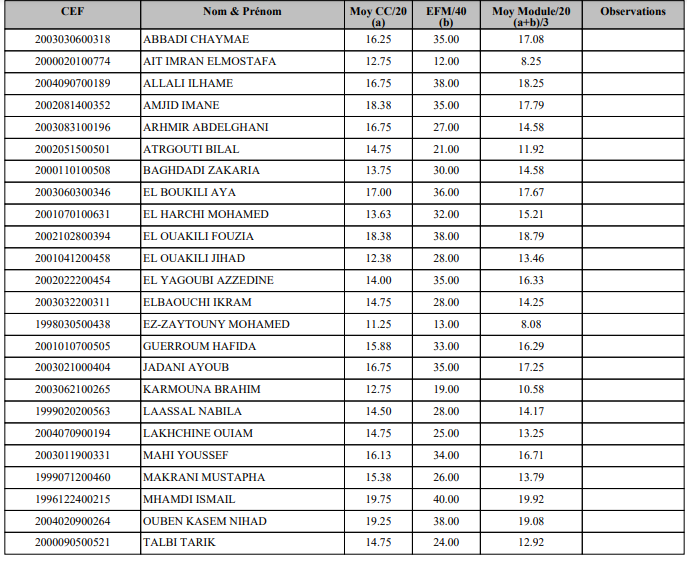 CEF Nom & Prénom Moy CC/20 (a) EFM/40 (b) Moy Module/20 (a+b)/3 Observations
2003030600318 ABBADI CHAYMAE 16.25 35.00 17.08
2000020100774 AIT IMRAN ELMOSTAFA 12.75 12.00 8.25
2004090700189 ALLALI ILHAME 16.75 38.00 18.25
2002081400352 AMJID IMANE 18.38 35.00 17.79
2003083100196 ARHMIR ABDELGHANI 16.75 27.00 14.58
2002051500501 ATRGOUTI BILAL 14.75 21.00 11.92
2000110100508 BAGHDADI ZAKARIA 13.75 30.00 14.58
2003060300346 EL BOUKILI AYA 17.00 36.00 17.67
2001070100631 EL HARCHI MOHAMED 13.63 32.00 15.21
2002102800394 EL OUAKILI FOUZIA 18.38 38.00 18.79
2001041200458 EL OUAKILI JIHAD 12.38 28.00 13.46
2002022200454 EL YAGOUBI AZZEDINE 14.00 35.00 16.33
2003032200311 ELBAOUCHI IKRAM 14.75 28.00 14.25
1998030500438 EZ-ZAYTOUNY MOHAMED 11.25 13.00 8.08
2001010700505 GUERROUM HAFIDA 15.88 33.00 16.29
2003021000404 JADANI AYOUB 16.75 35.00 17.25
2003062100265 KARMOUNA BRAHIM 12.75 19.00 10.58
1999020200563 LAASSAL NABILA 14.50 28.00 14.17
2004070900194 LAKHCHINE OUIAM 14.75 25.00 13.25
2003011900331 MAHI YOUSSEF 16.13 34.00 16.71
1999071200460 MAKRANI MUSTAPHA 15.38 26.00 13.79
1996122400215 MHAMDI ISMAIL 19.75 40.00 19.92
2004020900264 OUBEN KASEM NIHAD 19.25 38.00 19.08
2000090500521 TALBI TARIK 14.75 24.00 12.92